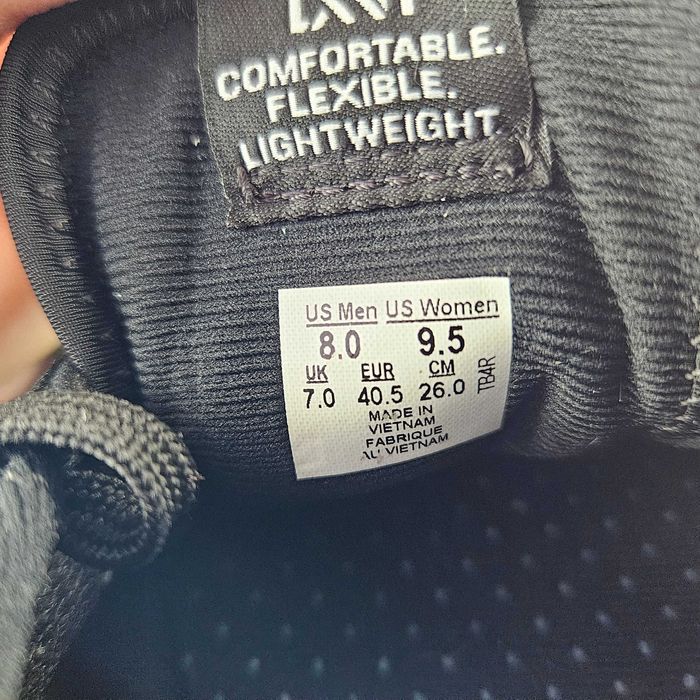 COMFORTABLE.
FLEXIBLE.
LIGHTWEIGHT.
US Men US Women
8.0 9.5
UK EUR CM
7.0 40.5 26.0
TB4R
MADE IN
VIETNAM
FABRIQUE
AU VIETNAM